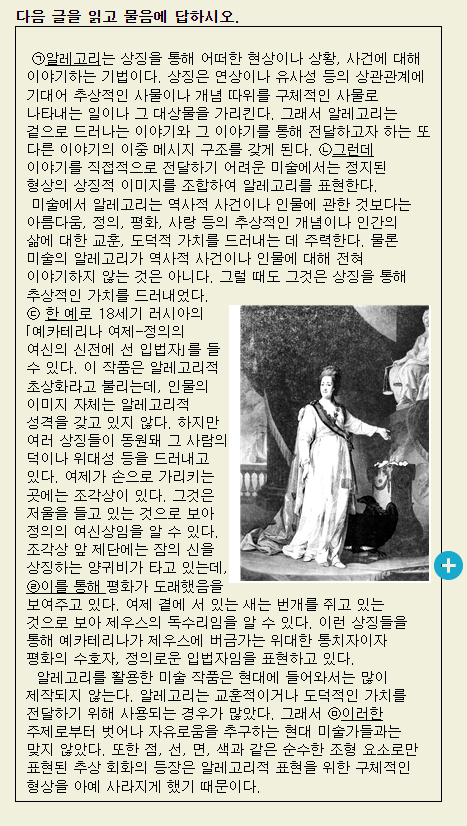 다음 글을 읽고 물음에 답하시오.
㉠알레고리는 상징을 통해 어떠한 현상이나 상황, 사건에 대해
이야기하는 기법이다. 상징은 연상이나 유사성 등의 상관관계에
기대어 추상적인 사물이나 개념 따위를 구체적인 사물로
나타내는 일이나 그 대상물을 가리킨다. 그래서 알레고리는
겉으로 드러나는 이야기와 그 이야기를 통해 전달하고자 하는 또
다른 이야기의 이중 메시지 구조를 갖게 된다. ㉡그런데
이야기를 직접적으로 전달하기 어려운 미술에서는 정지된
형상의 상징적 이미지를 조합하여 알레고리를 표현한다.
미술에서 알레고리는 역사적 사건이나 인물에 관한 것보다는
아름다움, 정의, 평화, 사랑 등의 추상적인 개념이나 인간의
삶에 대한 교훈, 도덕적 가치를 드러내는 데 주력한다. 물론
미술의 알레고리가 역사적 사건이나 인물에 대해 전혀
이야기하지 않는 것은 아니다. 그럴 때도 그것은 상징을 통해
추상적인 가치를 드러내었다.
㉢ 한 예로 18세기 러시아의
「예카테리나 여제-정의의
여신의 신전에 선 입법자」를 들
수 있다. 이 작품은 알레고리적
초상화라고 불리는데, 인물의
이미지 자체는 알레고리적
성격을 갖고 있지 않다. 하지만
여러 상징들이 동원돼 그 사람의
덕이나 위대성 등을 드러내고
있다. 여제가 손으로 가리키는
곳에는 조각상이 있다. 그것은
저울을 들고 있는 것으로 보아
정의의 여신상임을 알 수 있다.
조각상 앞 제단에는 잠의 신을
상징하는 양귀비가 타고 있는데,
㉣이를 통해 평화가 도래했음을
보여주고 있다. 여제 곁에 서 있는 새는 번개를 쥐고 있는
것으로 보아 제우스의 독수리임을 알 수 있다. 이런 상징들을
통해 예카테리나가 제우스에 버금가는 위대한 통치자이자
평화의 수호자, 정의로운 입법자임을 표현하고 있다.
알레고리를 활용한 미술 작품은 현대에 들어와서는 많이
제작되지 않는다. 알레고리는 교훈적이거나 도덕적인 가치를
전달하기 위해 사용되는 경우가 많았다. 그래서 ㉤이러한
주제로부터 벗어나 자유로움을 추구하는 현대 미술가들과는
맞지 않았다. 또한 점, 선, 면, 색과 같은 순수한 조형 요소로만
표현된 추상 회화의 등장은 알레고리적 표현을 위한 구체적인
형상을 아예 사라지게 했기 때문이다.